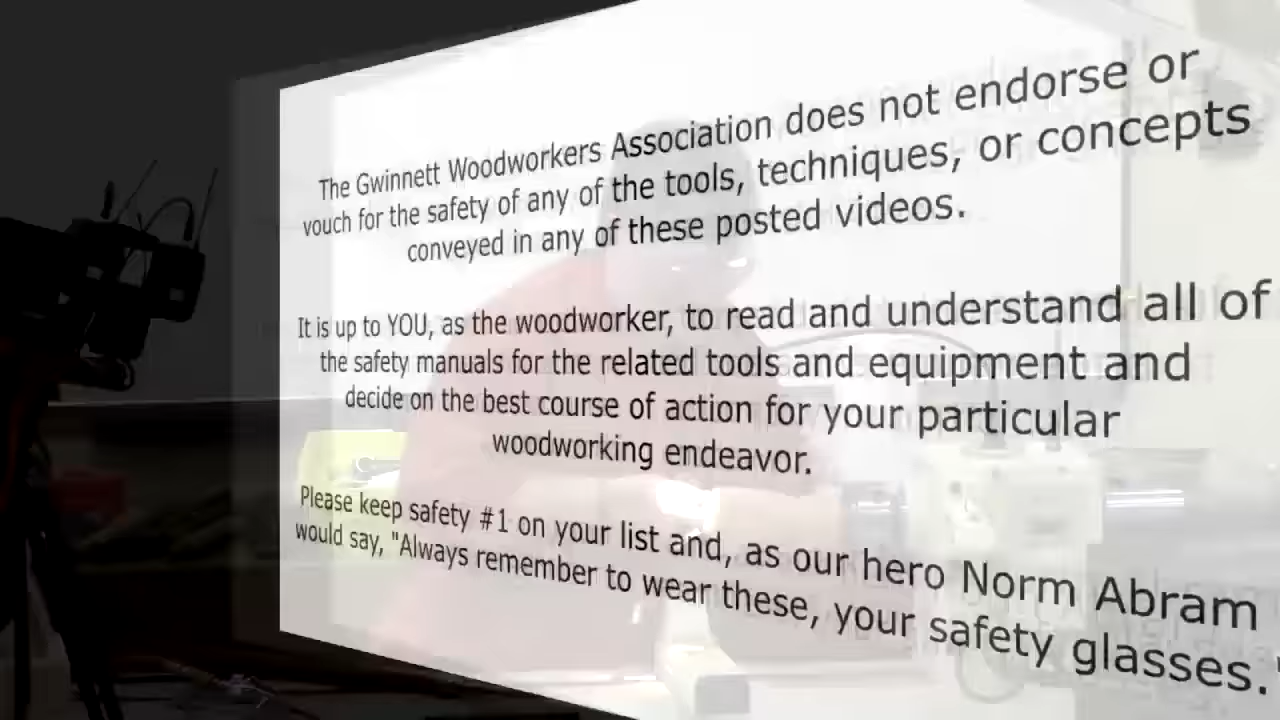 The Gwinnett Woodworkers Association does not endorse or
vouch for the safety of any of the tools, techniques, or concepts
conveyed in any of these posted videos.
It is up to YOU, as the woodworker, to read and understand all of
the safety manuals for the related tools and equipment and
decide on the best course of action for your particular
woodworking endeavor.
Please keep safety #1 on your list and, as our hero Norm Abram
would say, "Always remember to wear these, your safety glasses."